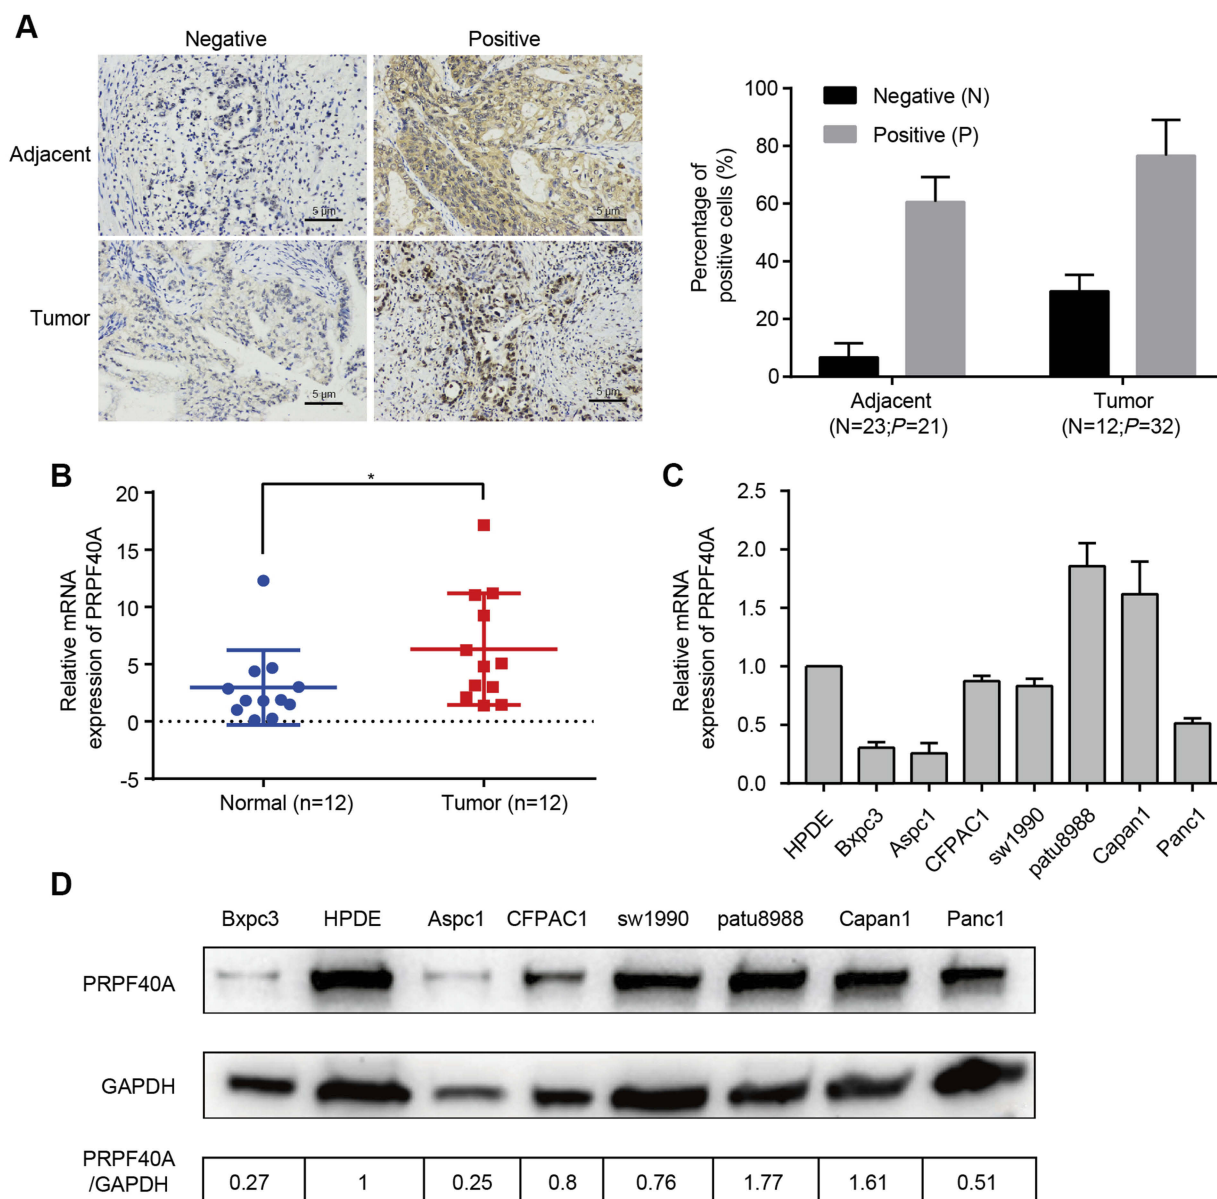 A
Negative Positive
Adjacent
5 µm 5 µm
Tumor
5 µm 5 µm
Percentage of
positive cells (%)
100
80
60
40
20
0
Negative (N)
Positive (P)
Adjacent Tumor
(N=23;P=21) (N=12;P=32)
B
Relative mRNA
expression of PRPF40A
20
15
10
5
0
-5
*
Normal (n=12) Tumor (n=12)
C
Relative mRNA
expression of PRPF40A
2.5
2.0
1.5
1.0
0.5
0.0
HPDE Bxpc3 Aspc1 CFPAC1 sw1990 patu8988 Capan1 Panc1
D
Bxpc3 HPDE Aspc1 CFPAC1 sw1990 patu8988 Capan1 Panc1
PRPF40A
GAPDH
PRPF40A
/GAPDH
0.27 1 0.25 0.8 0.76 1.77 1.61 0.51